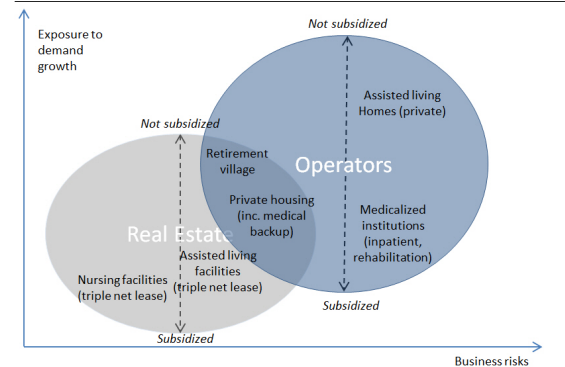 Exposure to
demand
growth
Not subsidized
Assisted living
Homes (private)
Not subsidized
Retirement
village
Operators
Private housing
(inc. medical
backup)
Medicalized
institutions
(inpatient,
rehabilitation)
Real Estate
Assisted living
facilities
(triple net lease)
Nursing facilities
(triple net lease)
Subsidized
Subsidized
Business risks